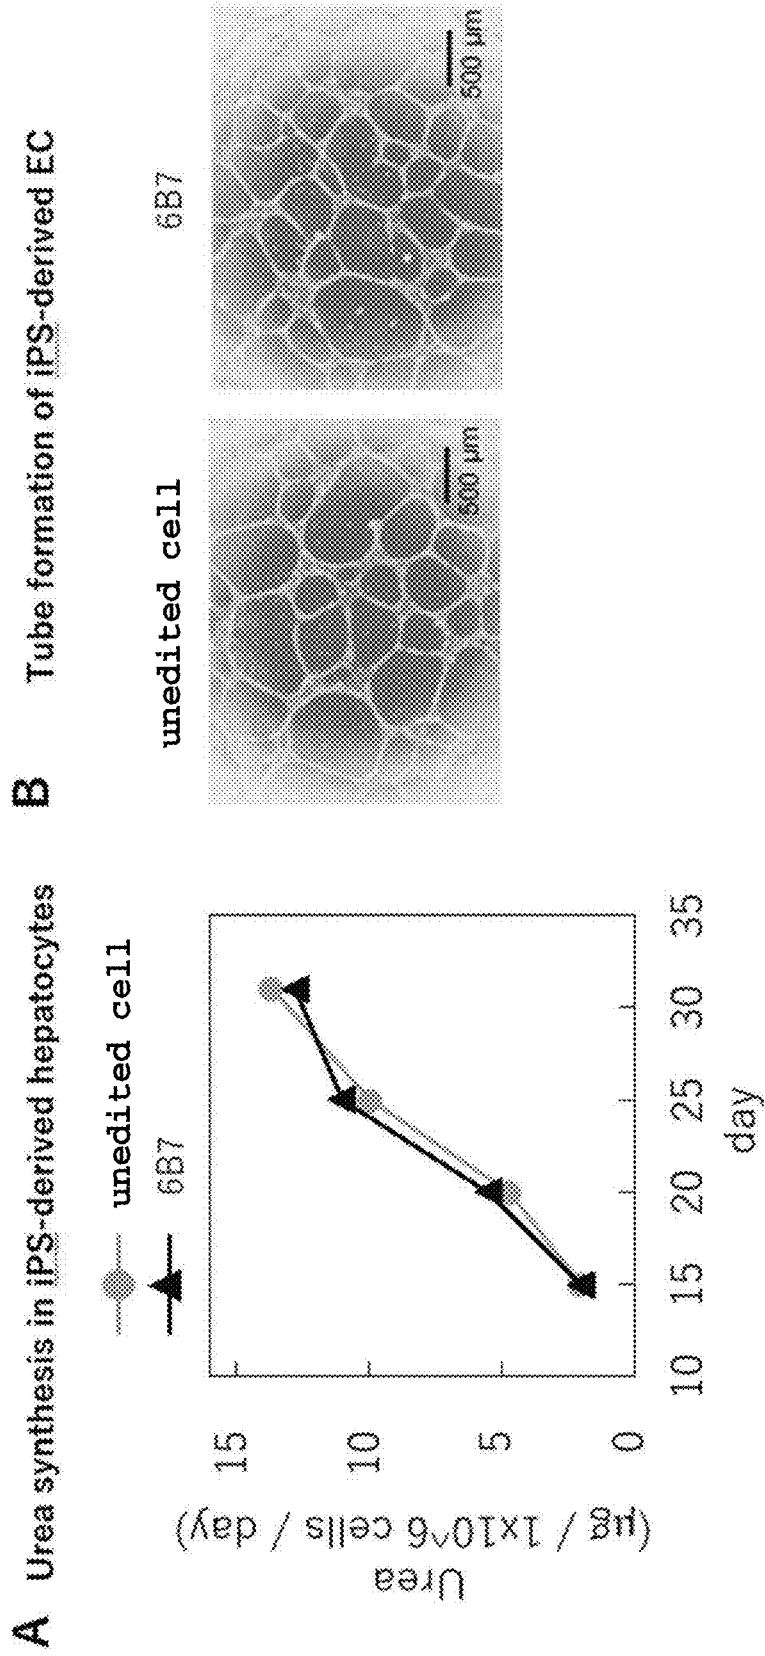 A Urea synthesis in iPS-derived hepatocytes
unedited cell
6B7
Urea
(μg / 1x10^6 cells / day)
15
10
5
0
10 15 20 25 30 35
day
B Tube formation of iPS-derived EC
unedited cell
6B7
500 μm
500 μm